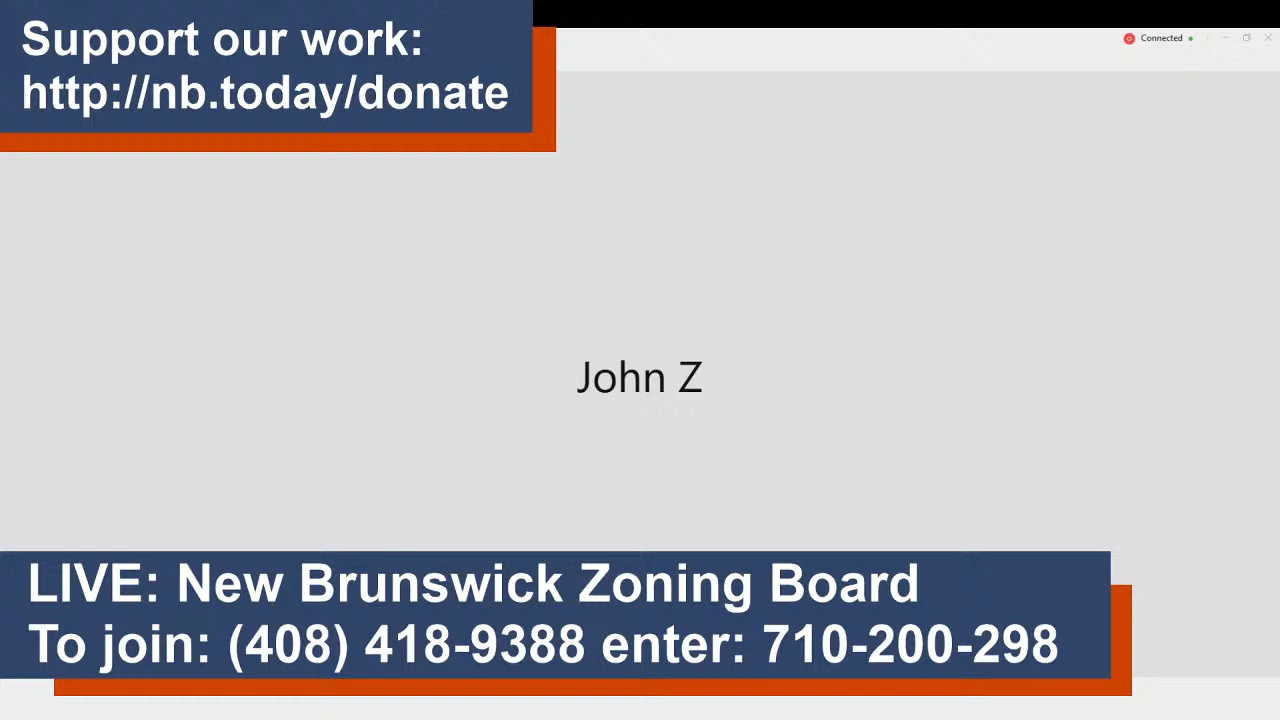 Support our work:
http://nb.today/donate
Connected
John Z
LIVE: New Brunswick Zoning Board
To join: (408) 418-9388 enter: 710-200-298